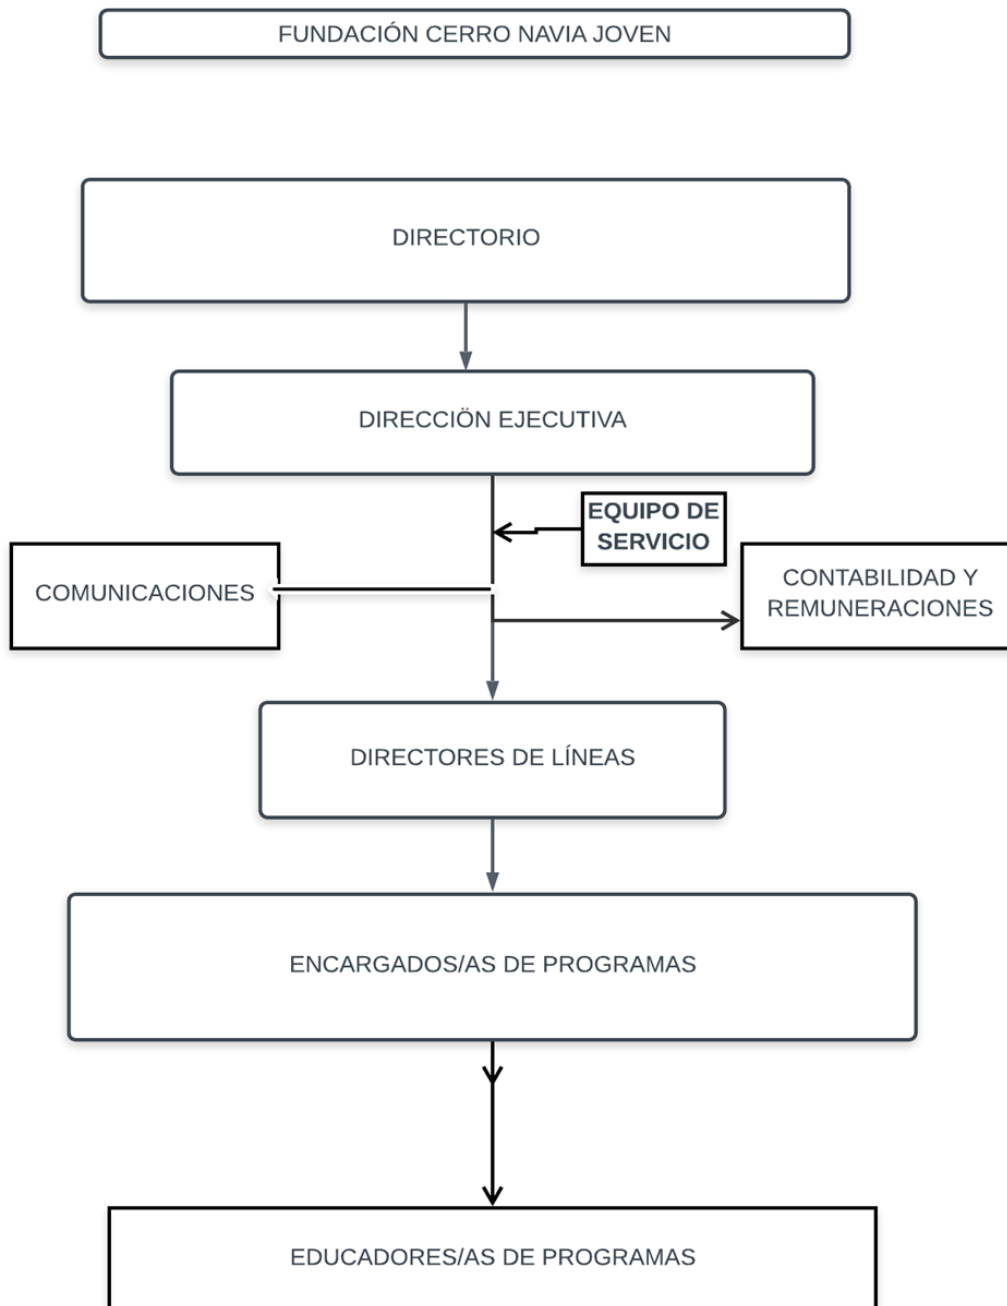 FUNDACIÓN CERRO NAVIA JOVEN
DIRECTORIO
DIRECCIÖN EJECUTIVA
EQUIPO DE
SERVICIO
COMUNICACIONES
CONTABILIDAD Y
REMUNERACIONES
DIRECTORES DE LÍNEAS
ENCARGADOS/AS DE PROGRAMAS
EDUCADORES/AS DE PROGRAMAS